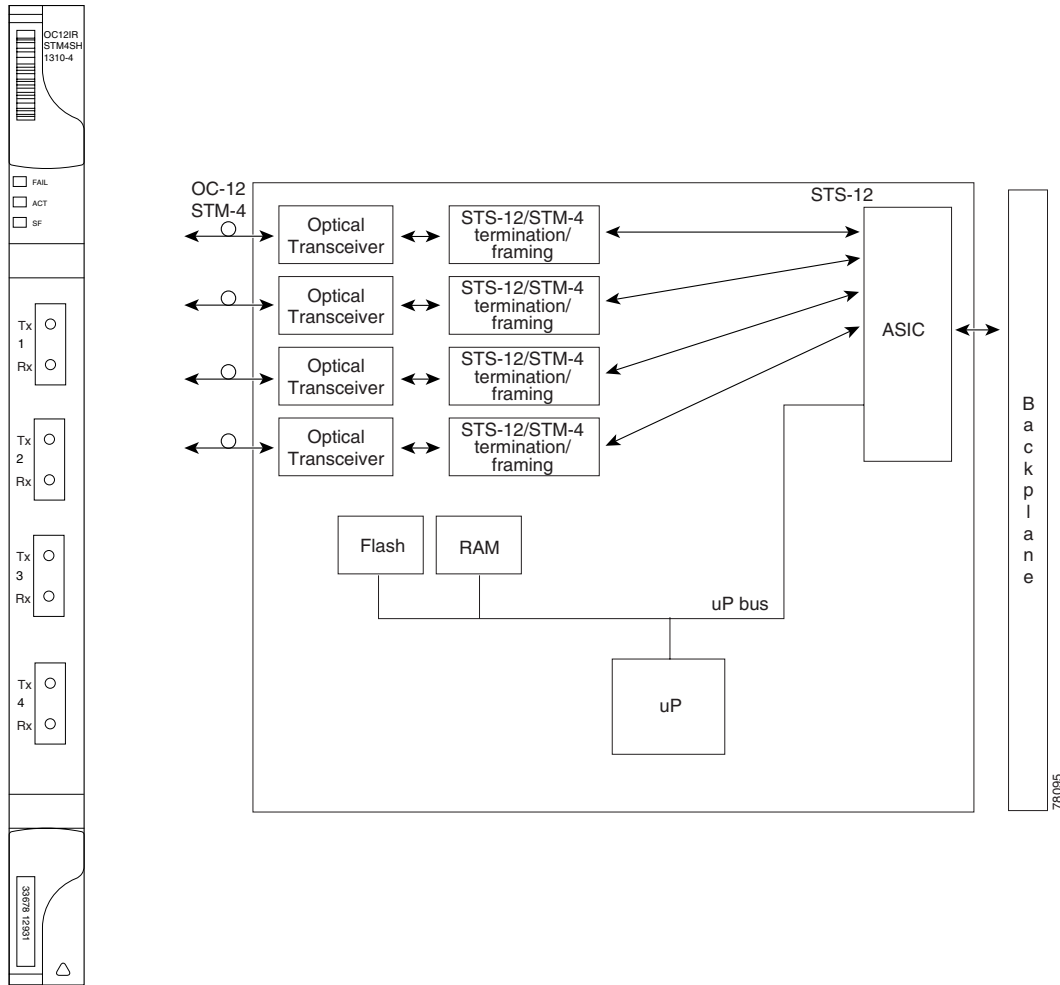 OC12IR
STM4SH
1310-4
FAIL
ACT
SF
Tx
1
Rx
Tx
2
Rx
Tx
3
Rx
Tx
4
Rx
33678 12931
OC-12
STM-4
STS-12
Optical
Transceiver
STS-12/STM-4
termination/
framing
Optical
Transceiver
STS-12/STM-4
termination/
framing
Optical
Transceiver
STS-12/STM-4
termination/
framing
Optical
Transceiver
STS-12/STM-4
termination/
framing
ASIC
Flash
RAM
uP bus
uP
Backplane
78095